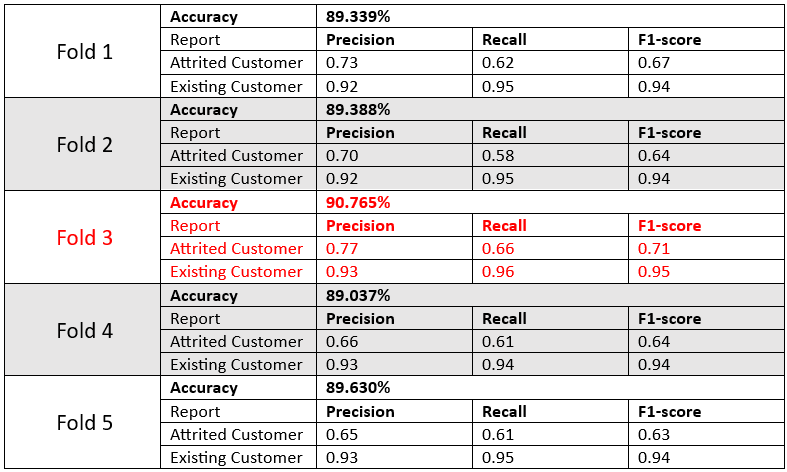 Fold 1
Accuracy 89.339%
Report Precision Recall F1-score
Attrited Customer 0.73 0.62 0.67
Existing Customer 0.92 0.95 0.94
Fold 2
Accuracy 89.388%
Report Precision Recall F1-score
Attrited Customer 0.70 0.58 0.64
Existing Customer 0.92 0.95 0.94
Fold 3
Accuracy 90.765%
Report Precision Recall F1-score
Attrited Customer 0.77 0.66 0.71
Existing Customer 0.93 0.96 0.95
Fold 4
Accuracy 89.037%
Report Precision Recall F1-score
Attrited Customer 0.66 0.61 0.64
Existing Customer 0.93 0.94 0.94
Fold 5
Accuracy 89.630%
Report Precision Recall F1-score
Attrited Customer 0.65 0.61 0.63
Existing Customer 0.93 0.95 0.94